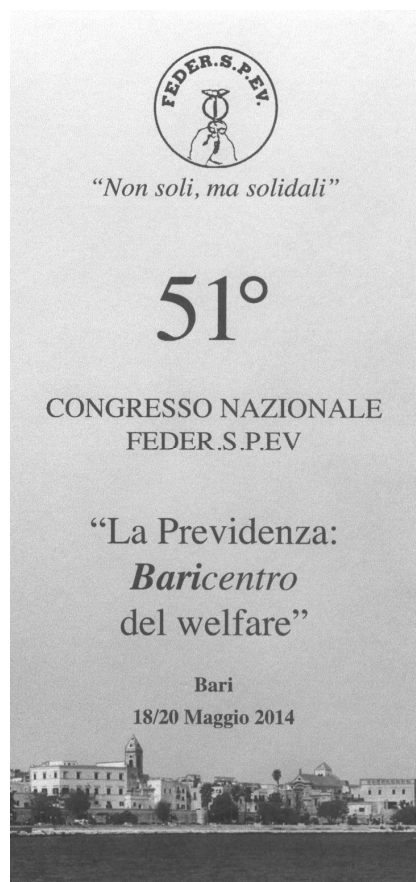 FEDER.S.P.EV.
“Non soli, ma solidali”
51°
CONGRESSO NAZIONALE
FEDER.S.P.EV
“La Previdenza:
Baricentro
del welfare”
Bari
18/20 Maggio 2014